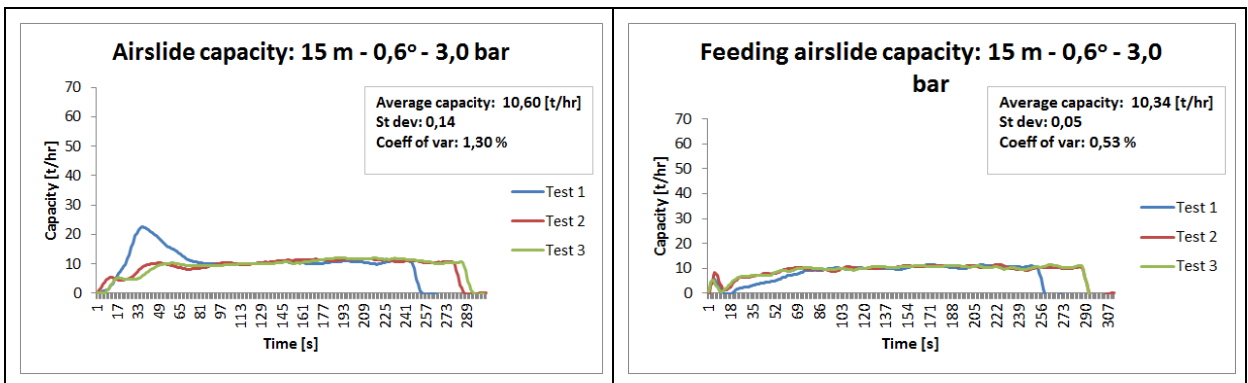 Airslide capacity: 15 m - 0,6° - 3,0 bar
Average capacity: 10,60 [t/hr]
St dev: 0,14
Coeff of var: 1,30 %
Capacity [t/hr]
70
60
50
40
30
20
10
0
Test 1
Test 2
Test 3
1 17 33 49 65 81 97 113 129 145 161 177 193 209 225 241 257 273 289
Time [s]
Feeding airslide capacity: 15 m - 0,6° - 3,0
bar
Average capacity: 10,34 [t/hr]
St dev: 0,05
Coeff of var: 0,53 %
Capacity [t/hr]
70
60
50
40
30
20
10
0
Test 1
Test 2
Test 3
1 18 35 52 69 86 103 120 137 154 171 188 205 222 239 256 273 290 307
Time [s]